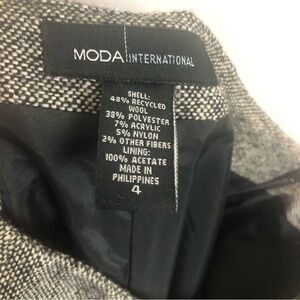 MODA INTERNATIONAL
SHELL:
48% RECYCLED
WOOL
38% POLYESTER
7% ACRYLIC
5% NYLON
2% OTHER FIBERS
LINING:
100% ACETATE
MADE IN
PHILIPPINES
4